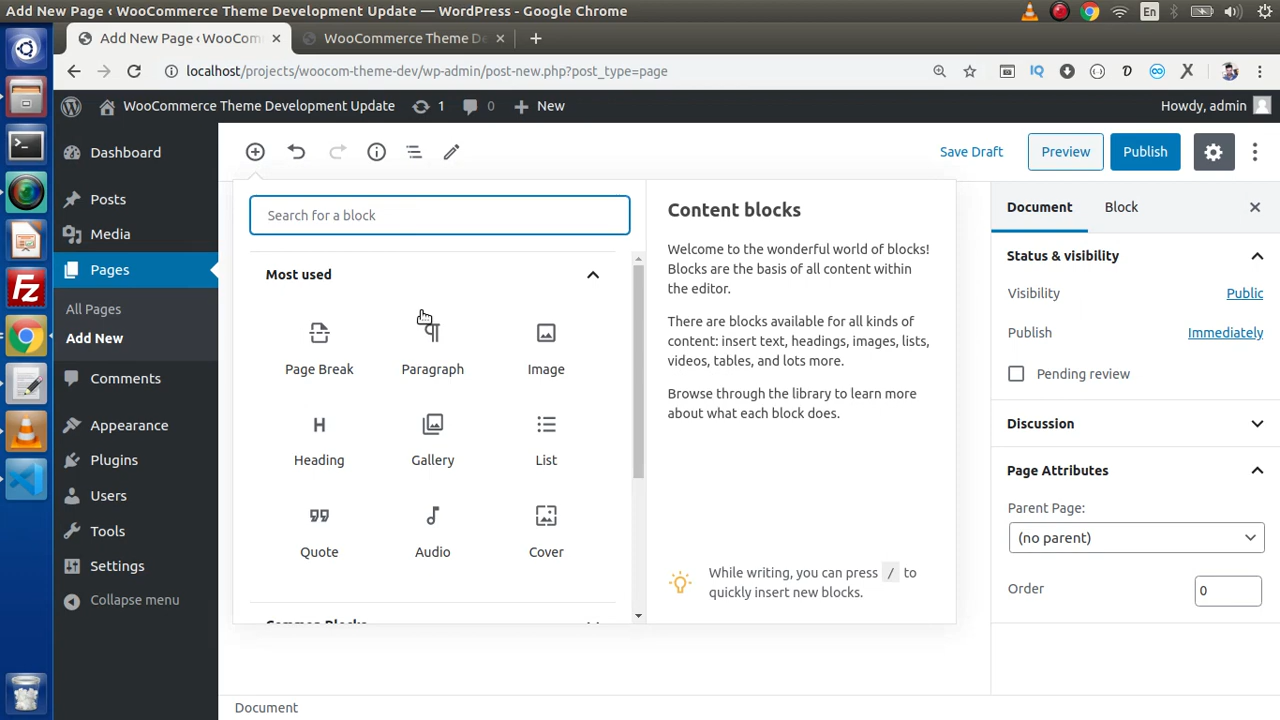 Add New Page ‹ WooCommerce Theme Development Update — WordPress - Google Chrome
En
Add New Page ‹ WooCom
WooCommerce Theme De
localhost/projects/woocom-theme-dev/wp-admin/post-new.php?post_type=page
IQ
WooCommerce Theme Development Update
1
0
New
Howdy, admin
Dashboard
Posts
Media
Pages
All Pages
Add New
Comments
Appearance
Plugins
Users
Tools
Settings
Collapse menu
Save Draft
Preview
Publish
Search for a block
Most used
Page Break
Paragraph
Image
Heading
Gallery
List
Quote
Audio
Cover
Common Blocks
Content blocks
Welcome to the wonderful world of blocks!
Blocks are the basis of all content within
the editor.
There are blocks available for all kinds of
content: insert text, headings, images, lists,
videos, tables, and lots more.
Browse through the library to learn more
about what each block does.
While writing, you can press / to
quickly insert new blocks.
Document
Block
Status & visibility
Visibility
Public
Publish
Immediately
Pending review
Discussion
Page Attributes
Parent Page:
(no parent)
Order
0
Document